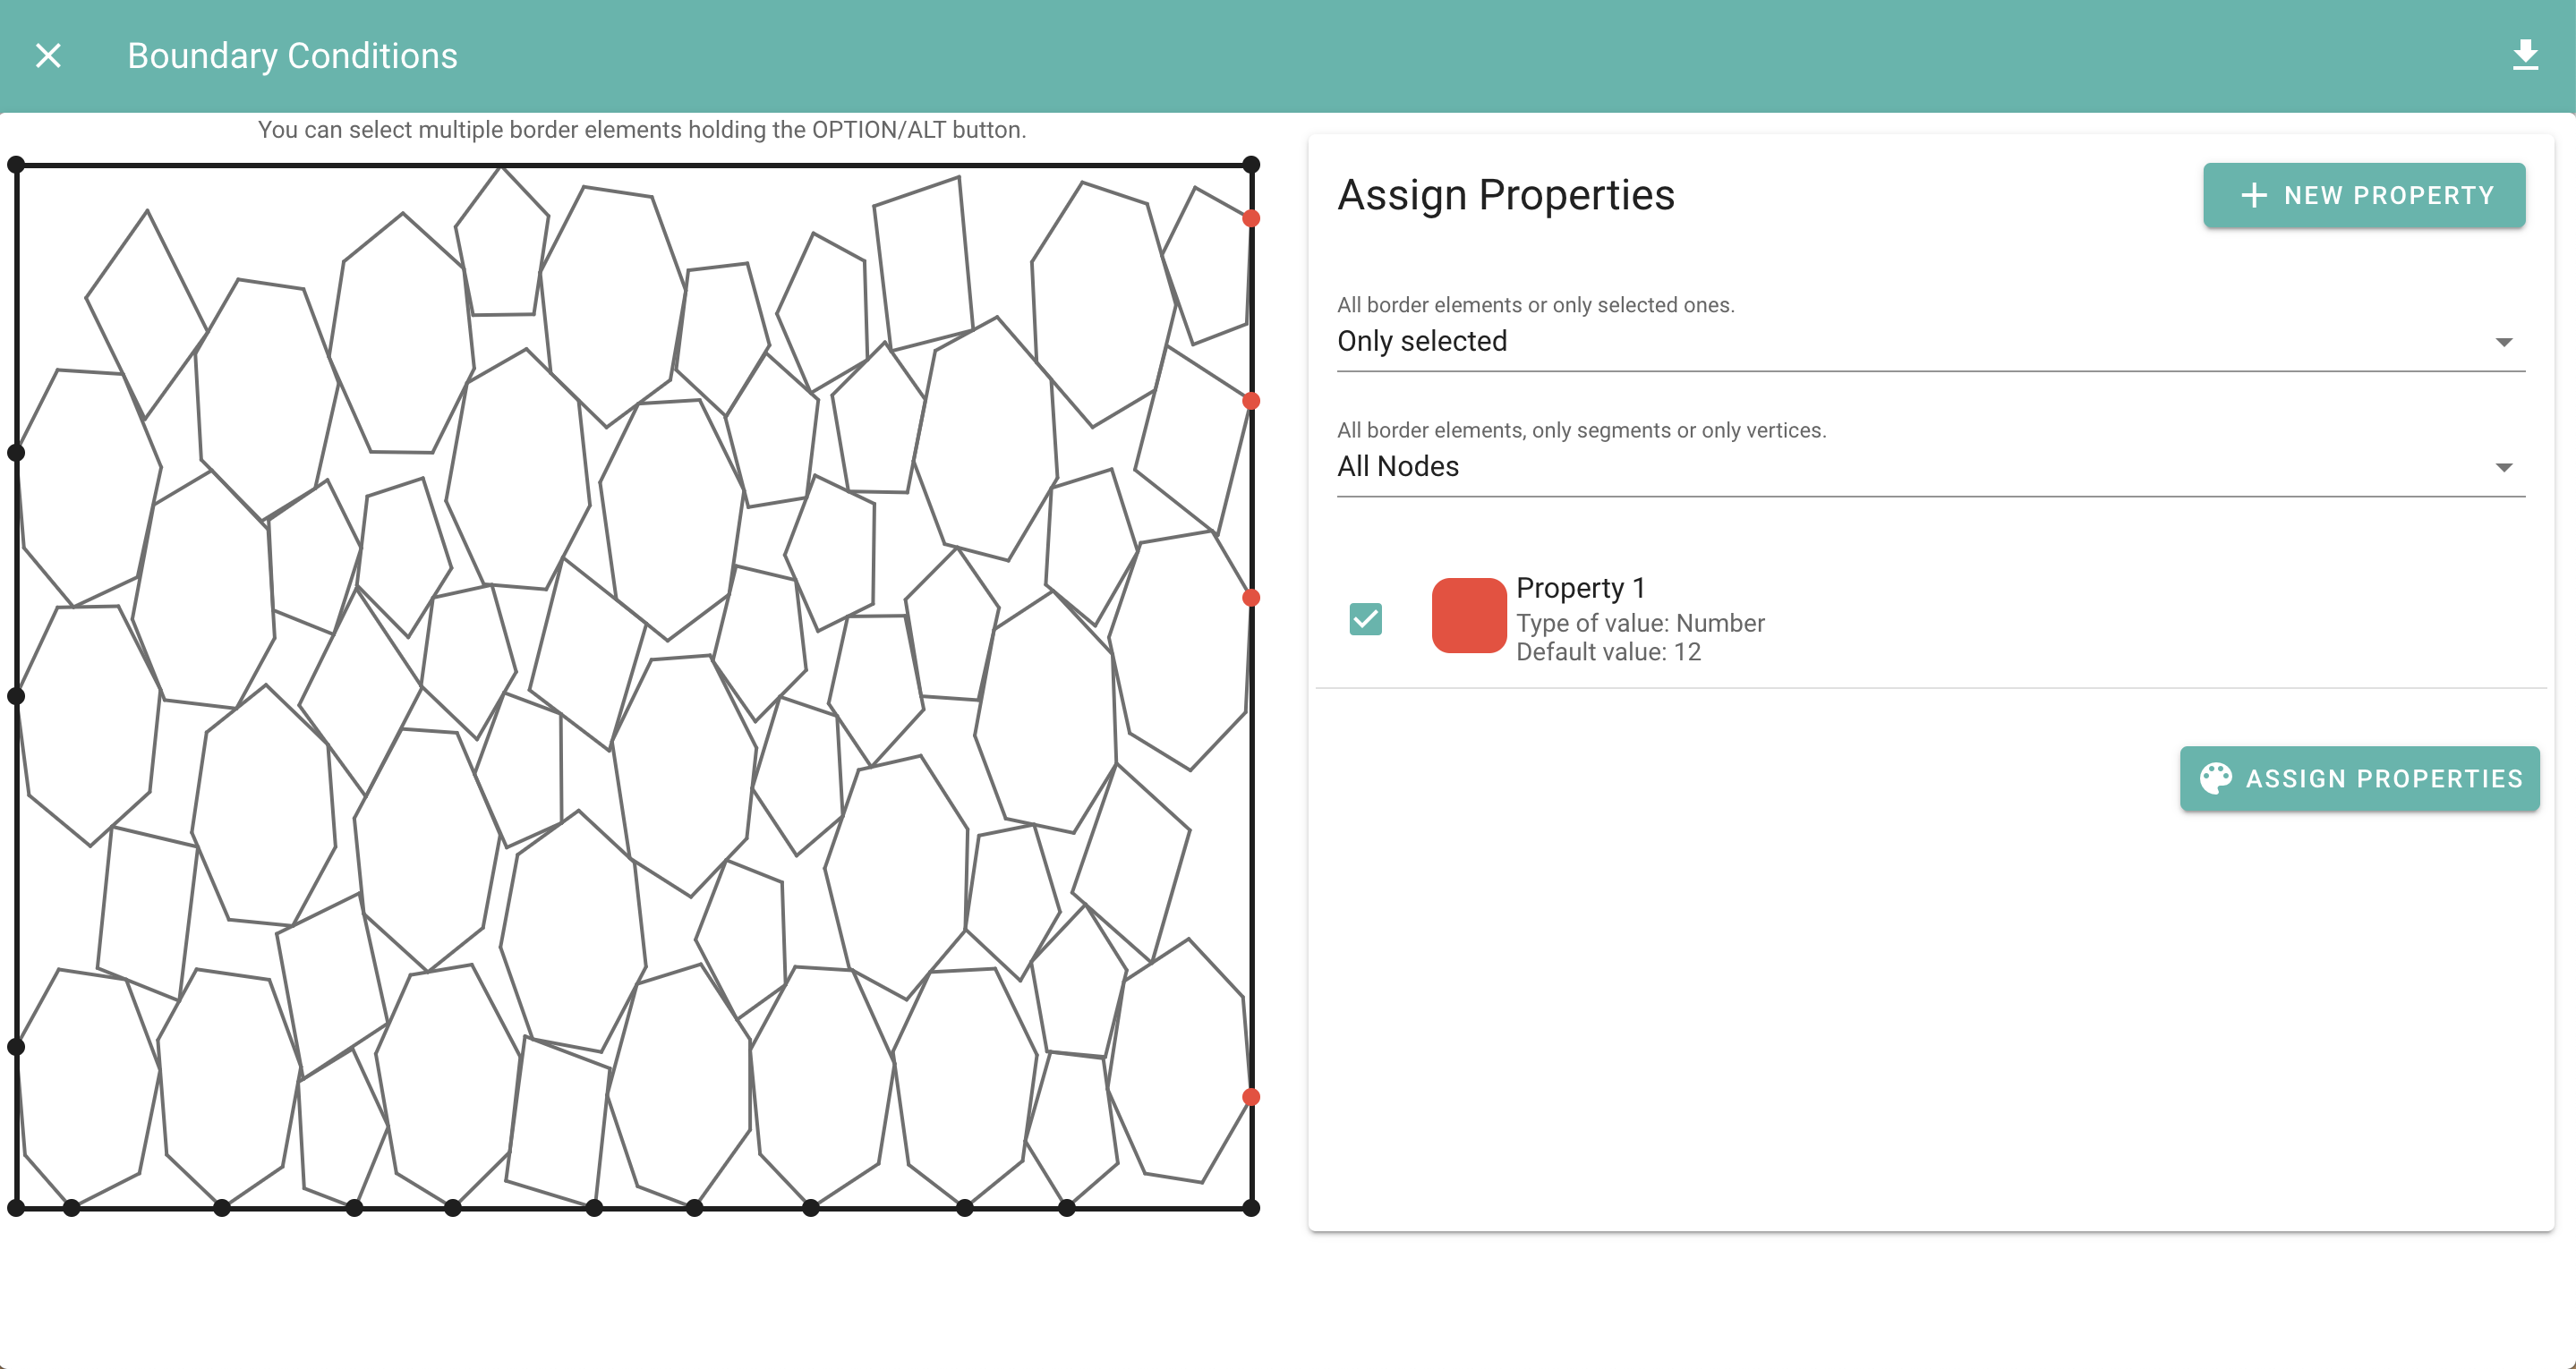 Boundary Conditions
You can select multiple border elements holding the OPTION/ALT button.
Assign Properties
NEW PROPERTY
All border elements or only selected ones.
Only selected
All border elements, only segments or only vertices.
All Nodes
Property 1
Type of value: Number
Default value: 12
ASSIGN PROPERTIES